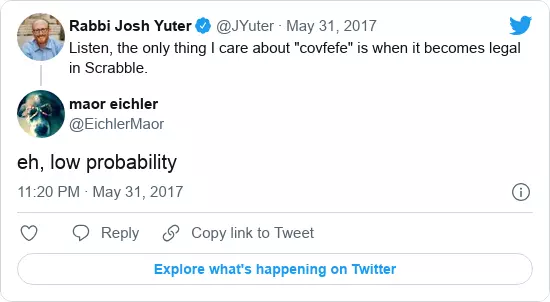 Rabbi Josh Yuter @JYuter · May 31, 2017
Listen, the only thing I care about "covfefe" is when it becomes legal
in Scrabble.
maor eichler
@EichlerMaor
eh, low probability
11:20 PM · May 31, 2017
Reply Copy link to Tweet
Explore what's happening on Twitter